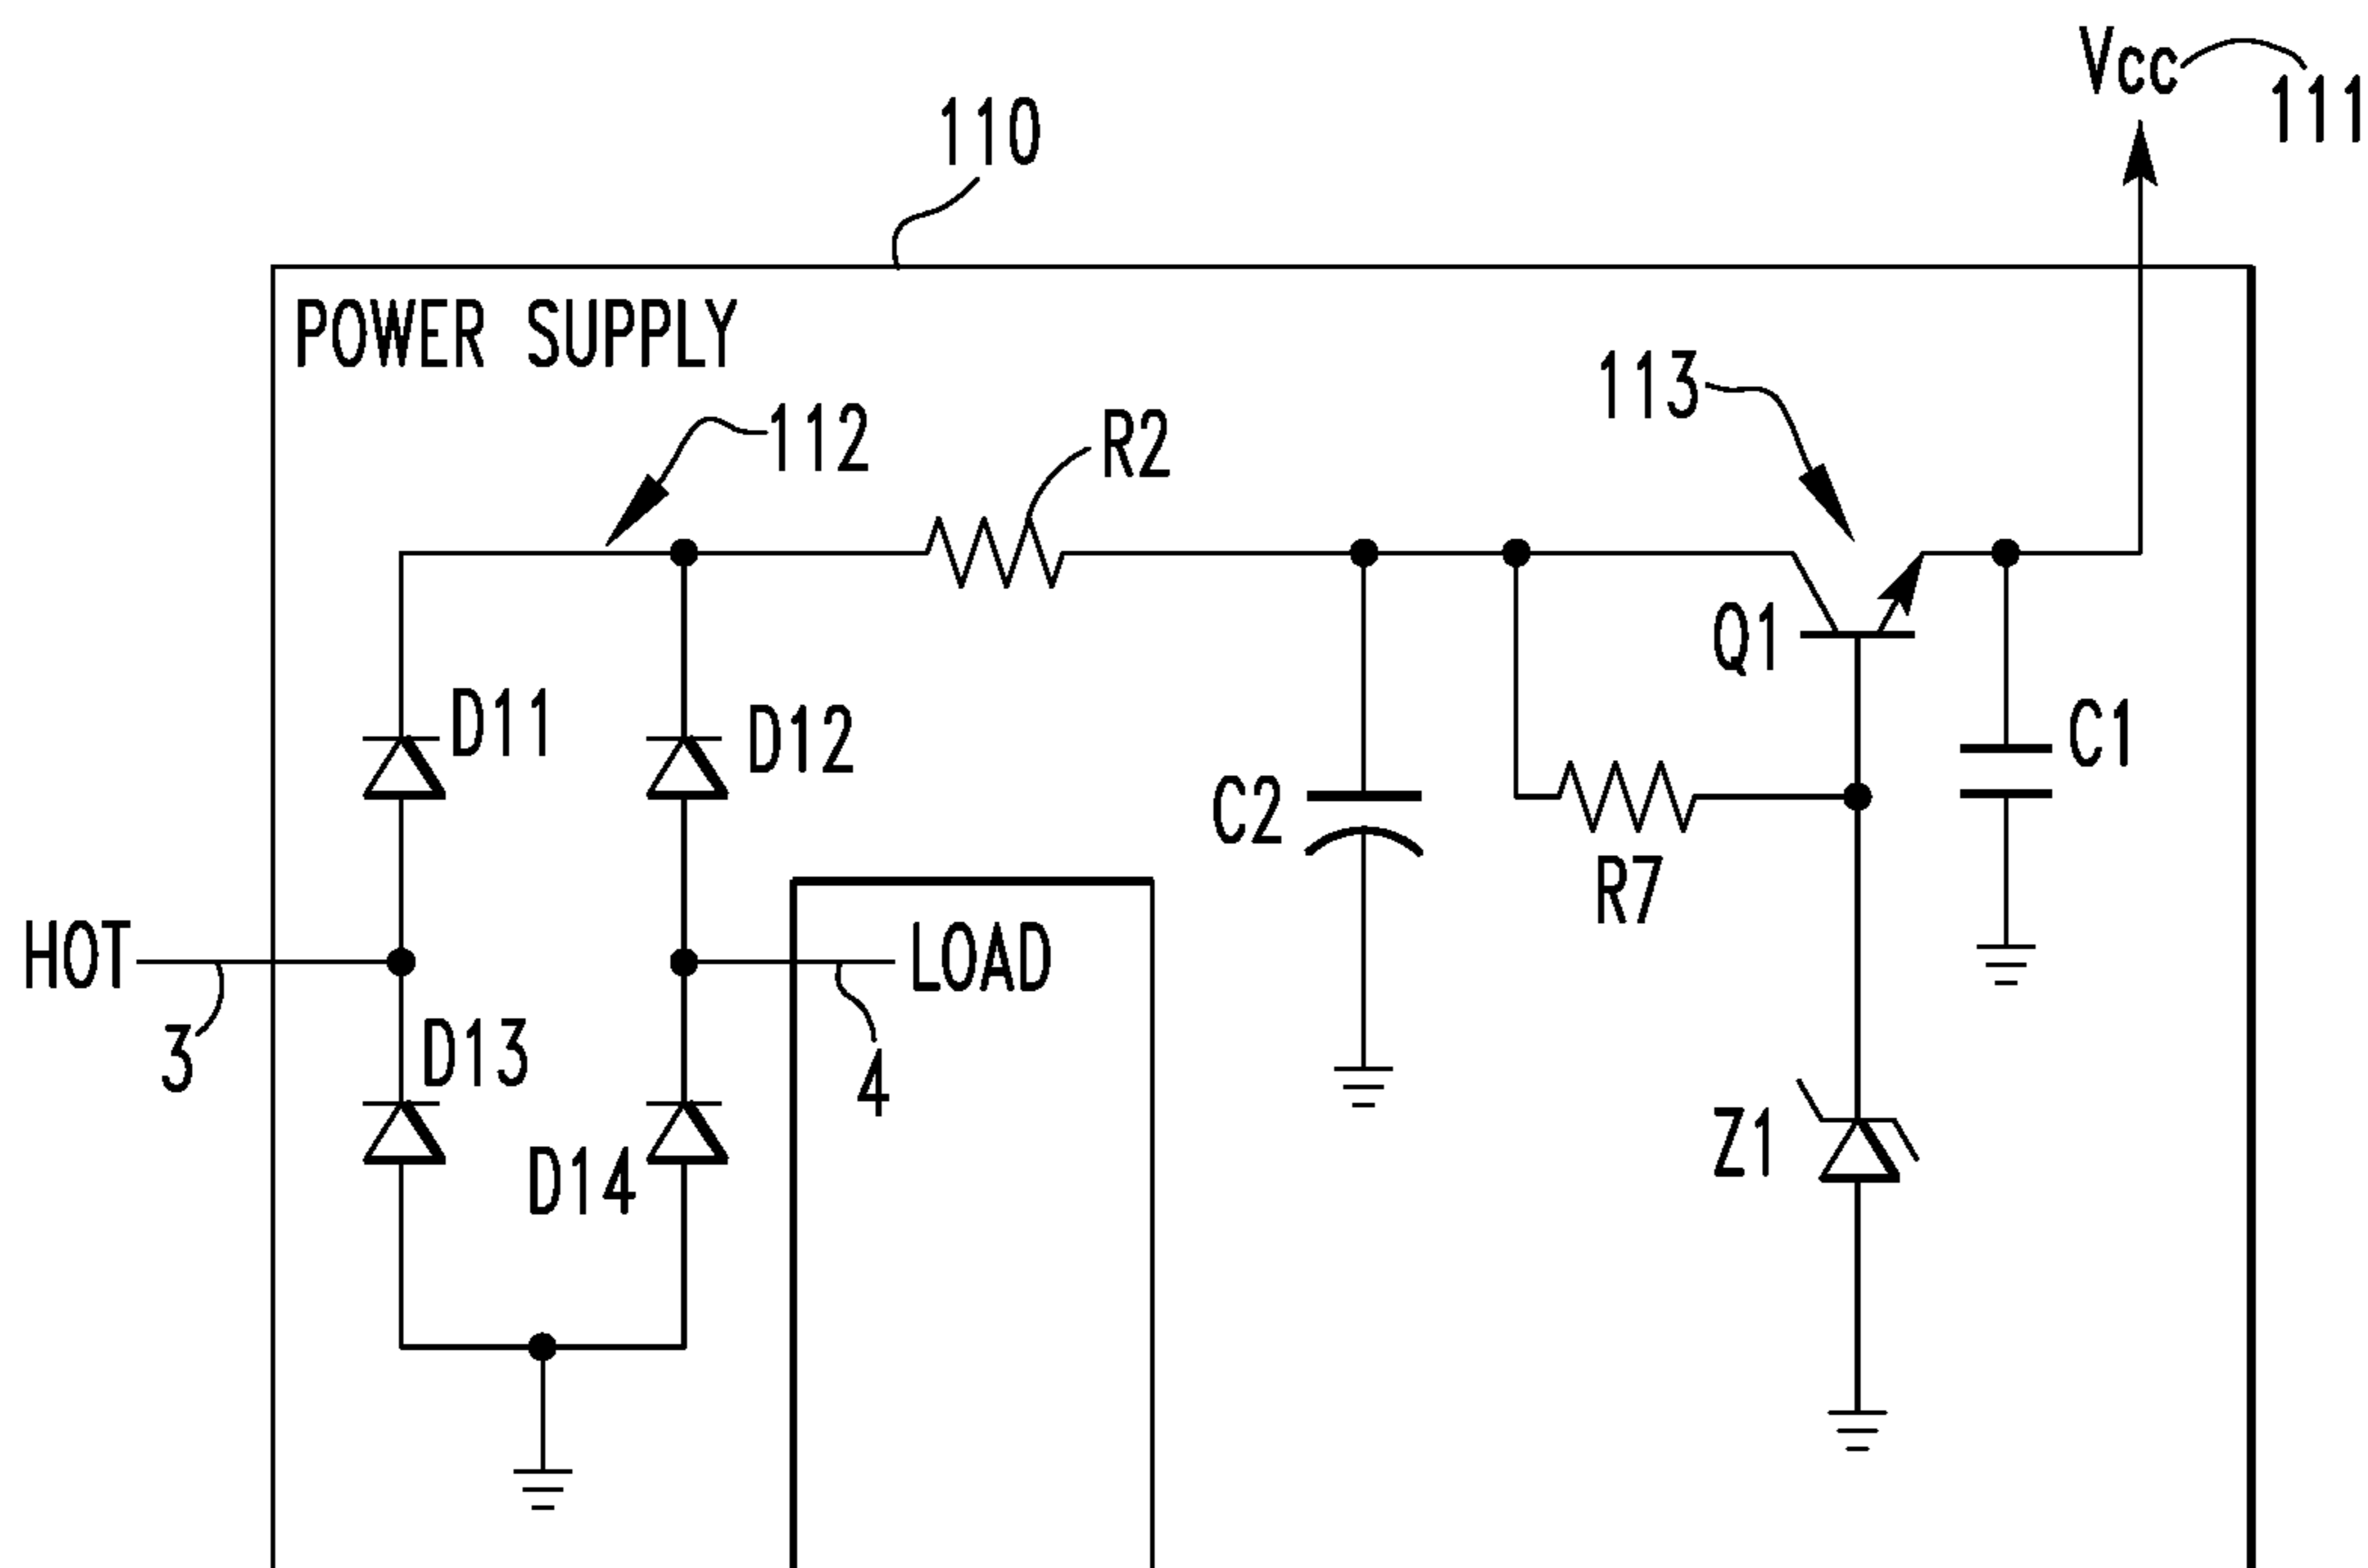 Vcc
111
110
POWER SUPPLY
113
112
R2
Q1
D11
D12
C1
C2
R7
HOT
LOAD
3
D13
4
Z1
D14